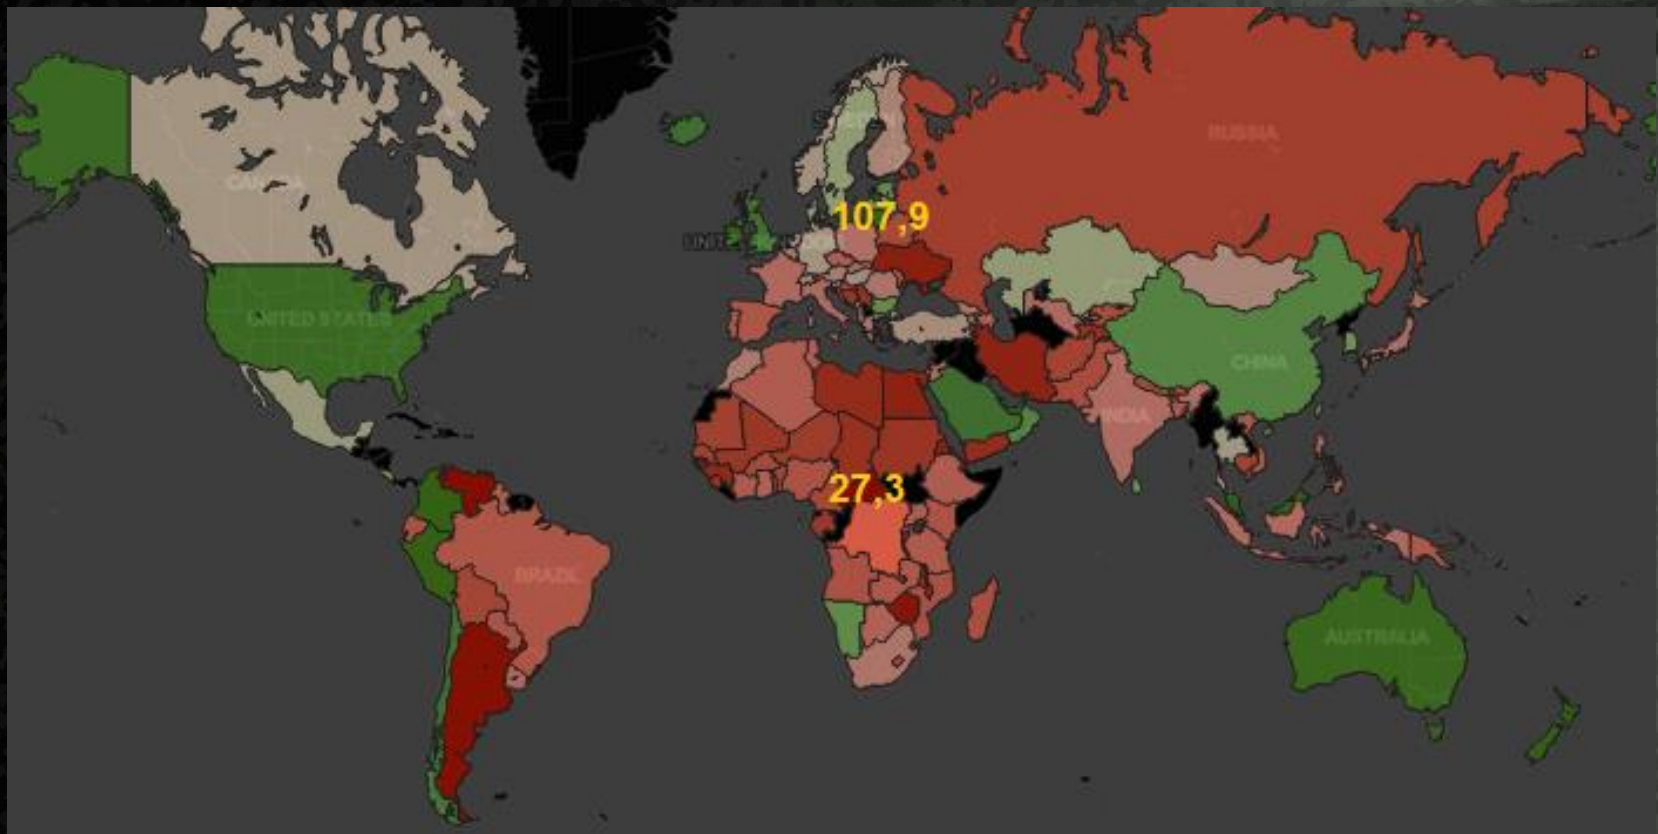 RUSSIA
CANADA
107,9
UNITED STATES
CHINA
INDIA
27,3
BRAZIL
AUSTRALIA